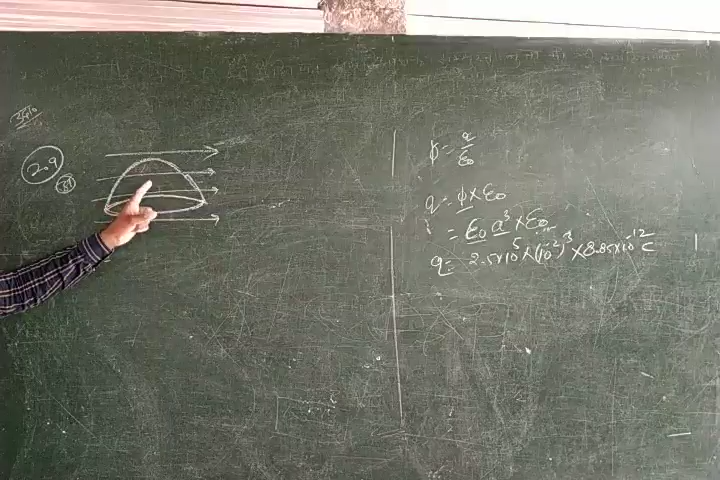 2.9
ϕ = q/ε₀
q = ϕ × ε₀
= E₀ a³ × ε₀
q = 2.5×10⁵ × (10⁻²)³ × 8.85×10⁻¹² C